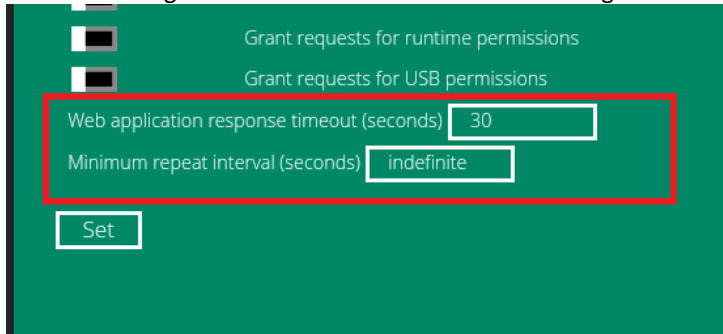 Grant requests for runtime permissions
Grant requests for USB permissions
Web application response timeout (seconds) 30
Minimum repeat interval (seconds) indefinite
Set